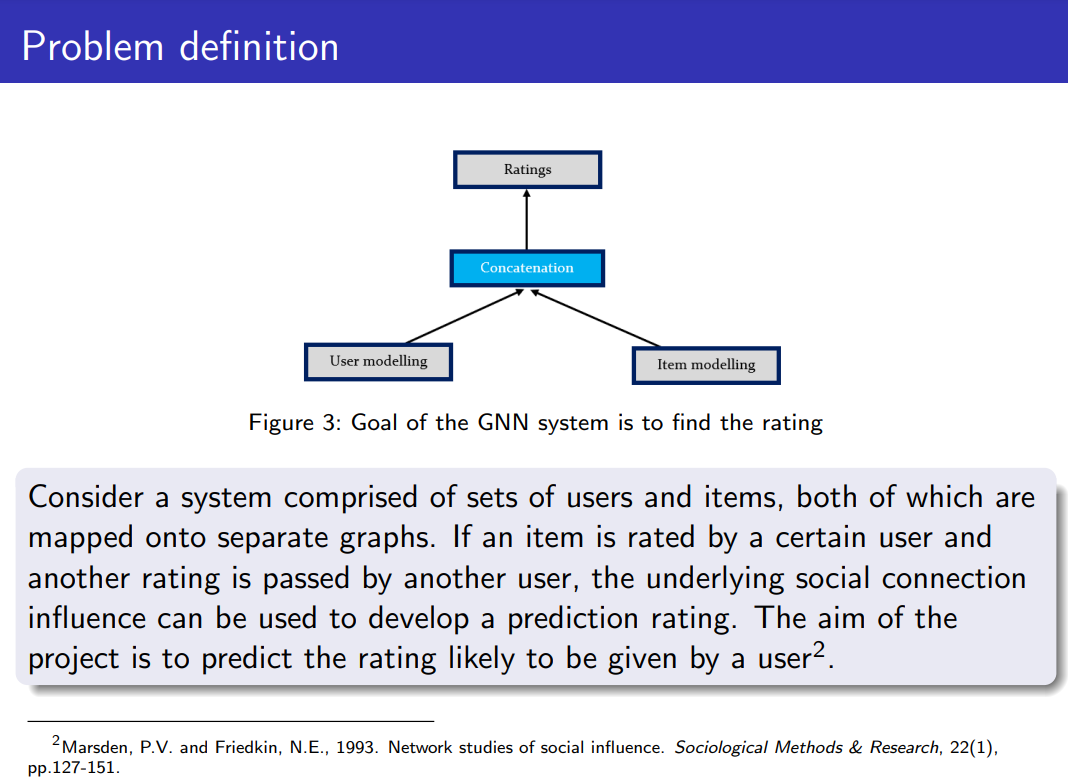 Problem definition
Ratings
Concatenation
User modelling
Item modelling
Figure 3: Goal of the GNN system is to find the rating
Consider a system comprised of sets of users and items, both of which are
mapped onto separate graphs. If an item is rated by a certain user and
another rating is passed by another user, the underlying social connection
influence can be used to develop a prediction rating. The aim of the
project is to predict the rating likely to be given by a user².
²Marsden, P.V. and Friedkin, N.E., 1993. Network studies of social influence. Sociological Methods & Research, 22(1),
pp.127-151.